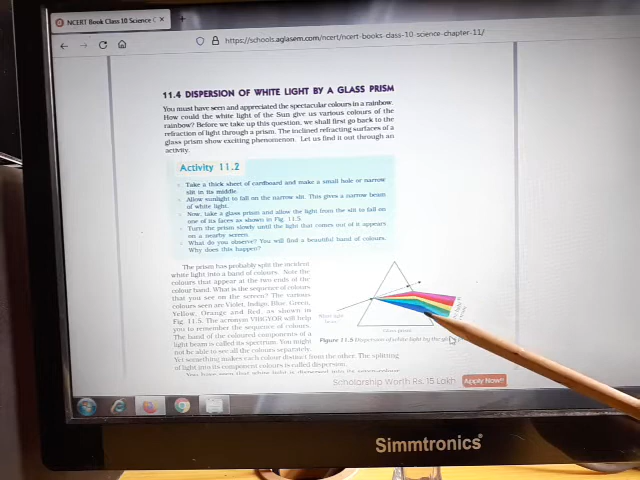 NCERT Book Class 10 Science C
https://schools.aglasem.com/ncert/ncert-books-class-10-science-chapter-11/
11.4 DISPERSION OF WHITE LIGHT BY A GLASS PRISM
You must have seen and appreciated the spectacular colours in a rainbow.
How could the white light of the Sun give us various colours of the
rainbow? Before we take up this question, we shall first go back to the
refraction of light through a prism. The inclined refracting surfaces of a
glass prism show exciting phenomenon. Let us find it out through an
activity.
Activity 11.2
Take a thick sheet of cardboard and make a small hole or narrow
slit in its middle.
Allow sunlight to fall on the narrow slit. This gives a narrow beam
of white light.
Now, take a glass prism and allow the light from the slit to fall on
one of its faces as shown in Fig. 11.5.
Turn the prism slowly until the light that comes out of it appears
on a nearby screen.
What do you observe? You will find a beautiful band of colours.
Why does this happen?
The prism has probably split the incident
white light into a band of colours. Note the
colours that appear at the two ends of the
colour band. What is the sequence of colours
that you see on the screen? The various
colours seen are Violet, Indigo, Blue, Green,
Yellow, Orange and Red, as shown in
Fig. 11.5. The acronym VIBGYOR will help
you to remember the sequence of colours.
The band of the coloured components of a
light beam is called its spectrum. You might
not be able to see all the colours separately.
Yet something makes each colour distinct from the other. The splitting
of light into its component colours is called dispersion.
You have seen that white light is dispersed into its
White light
beam
Glass prism
Figure 11.5 Dispersion of white light by the
Scholarship Worth Rs. 15 Lakh Apply Now!!
Simmtronics